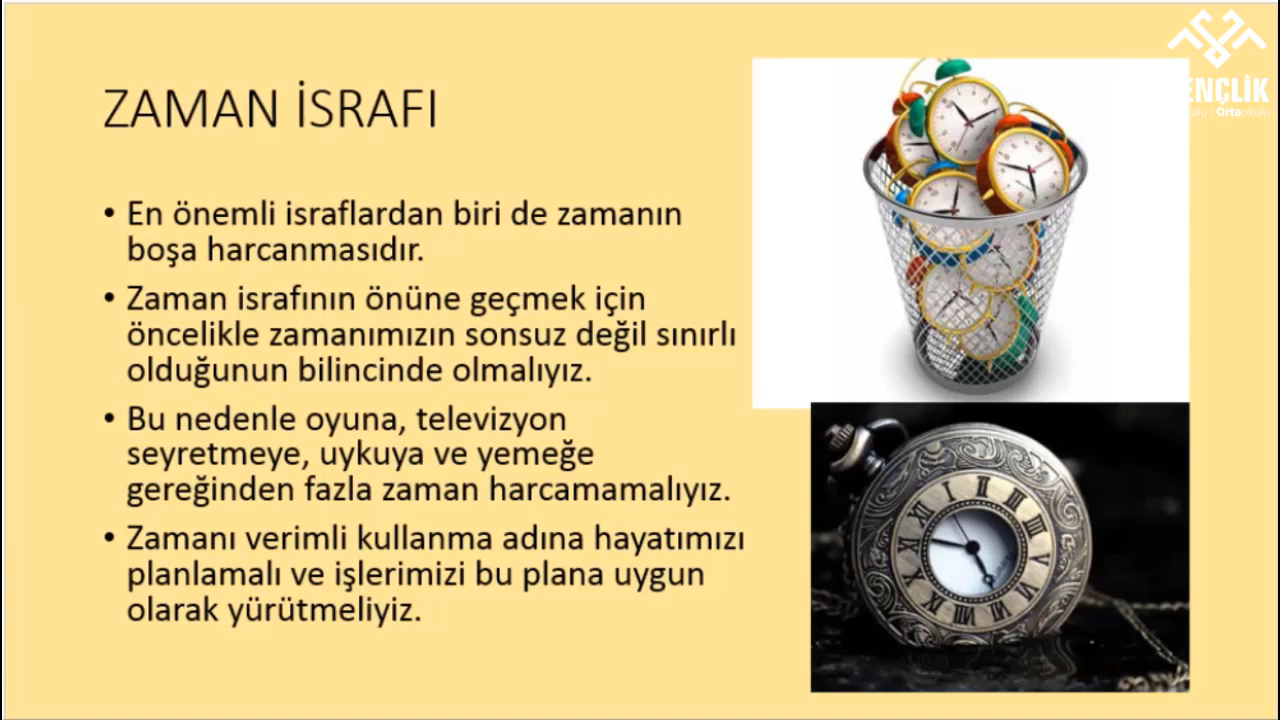 ZAMAN İSRAFI
• En önemli israflardan biri de zamanın
boşa harcanmasıdır.
• Zaman israfının önüne geçmek için
öncelikle zamanımızın sonsuz değil sınırlı
olduğunun bilincinde olmalıyız.
• Bu nedenle oyuna, televizyon
seyretmeye, uykuya ve yemeğe
gereğinden fazla zaman harcamamalıyız.
• Zamanı verimli kullanma adına hayatımızı
planlamalı ve işlerimizi bu plana uygun
olarak yürütmeliyiz.
ENÇLİK
Ortaokulu